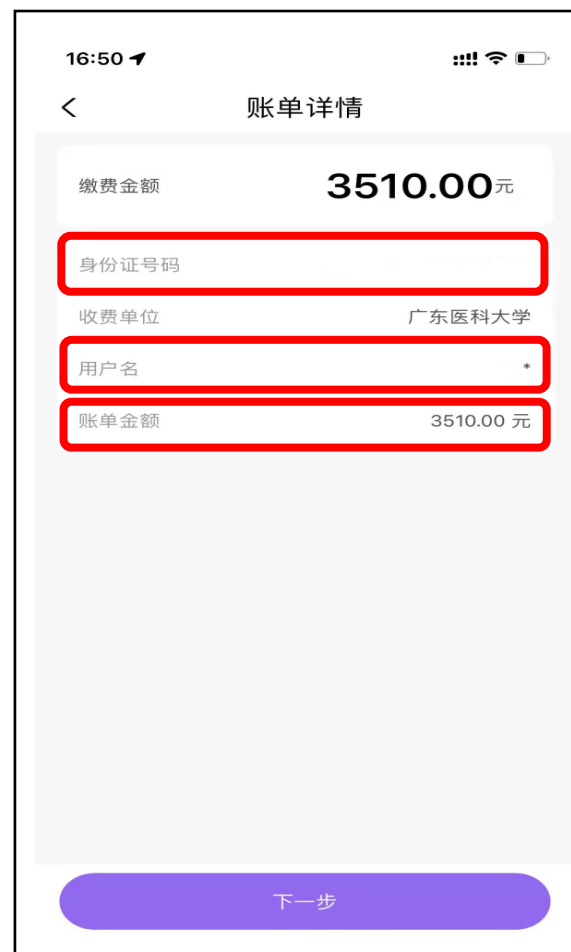 16:50
账单详情
缴费金额 3510.00元
身份证号码
收费单位 广东医科大学
用户名 *
账单金额 3510.00 元
下一步